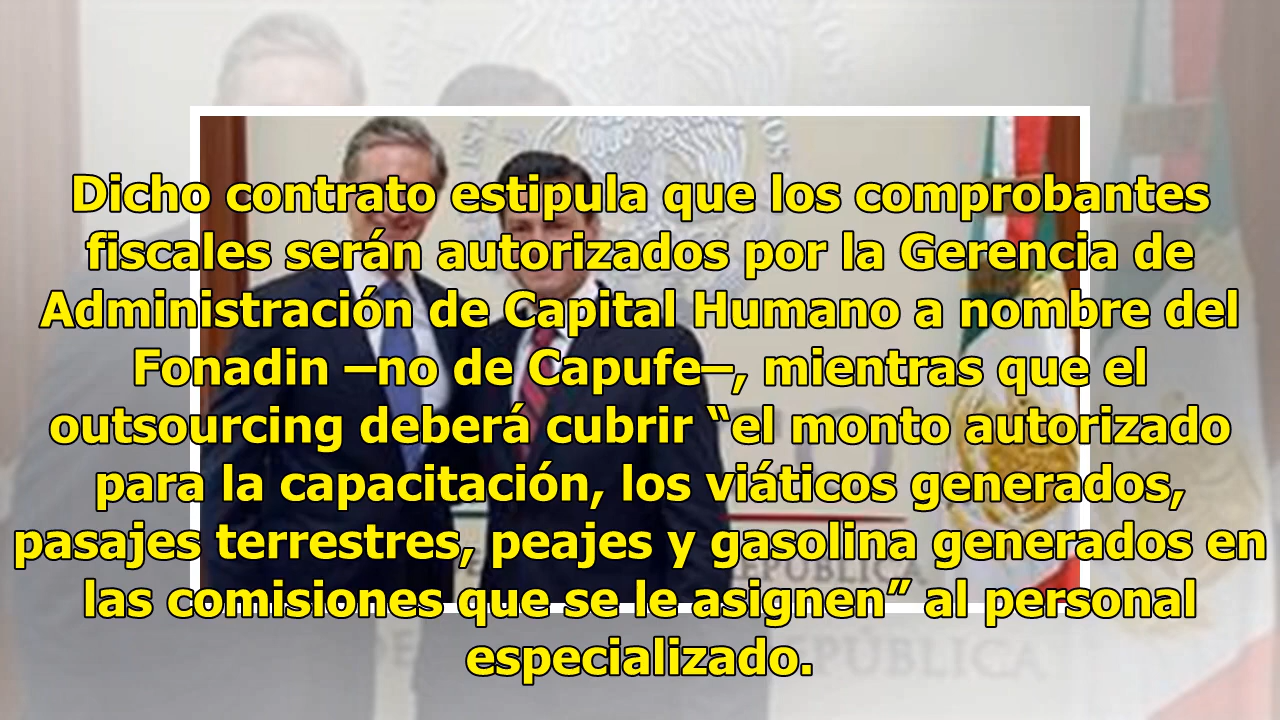 Dicho contrato estipula que los comprobantes
fiscales serán autorizados por la Gerencia de
Administración de Capital Humano a nombre del
Fonadin –no de Capufe–, mientras que el
outsourcing deberá cubrir “el monto autorizado
para la capacitación, los viáticos generados,
pasajes terrestres, peajes y gasolina generados en
las comisiones que se le asignen” al personal
especializado.